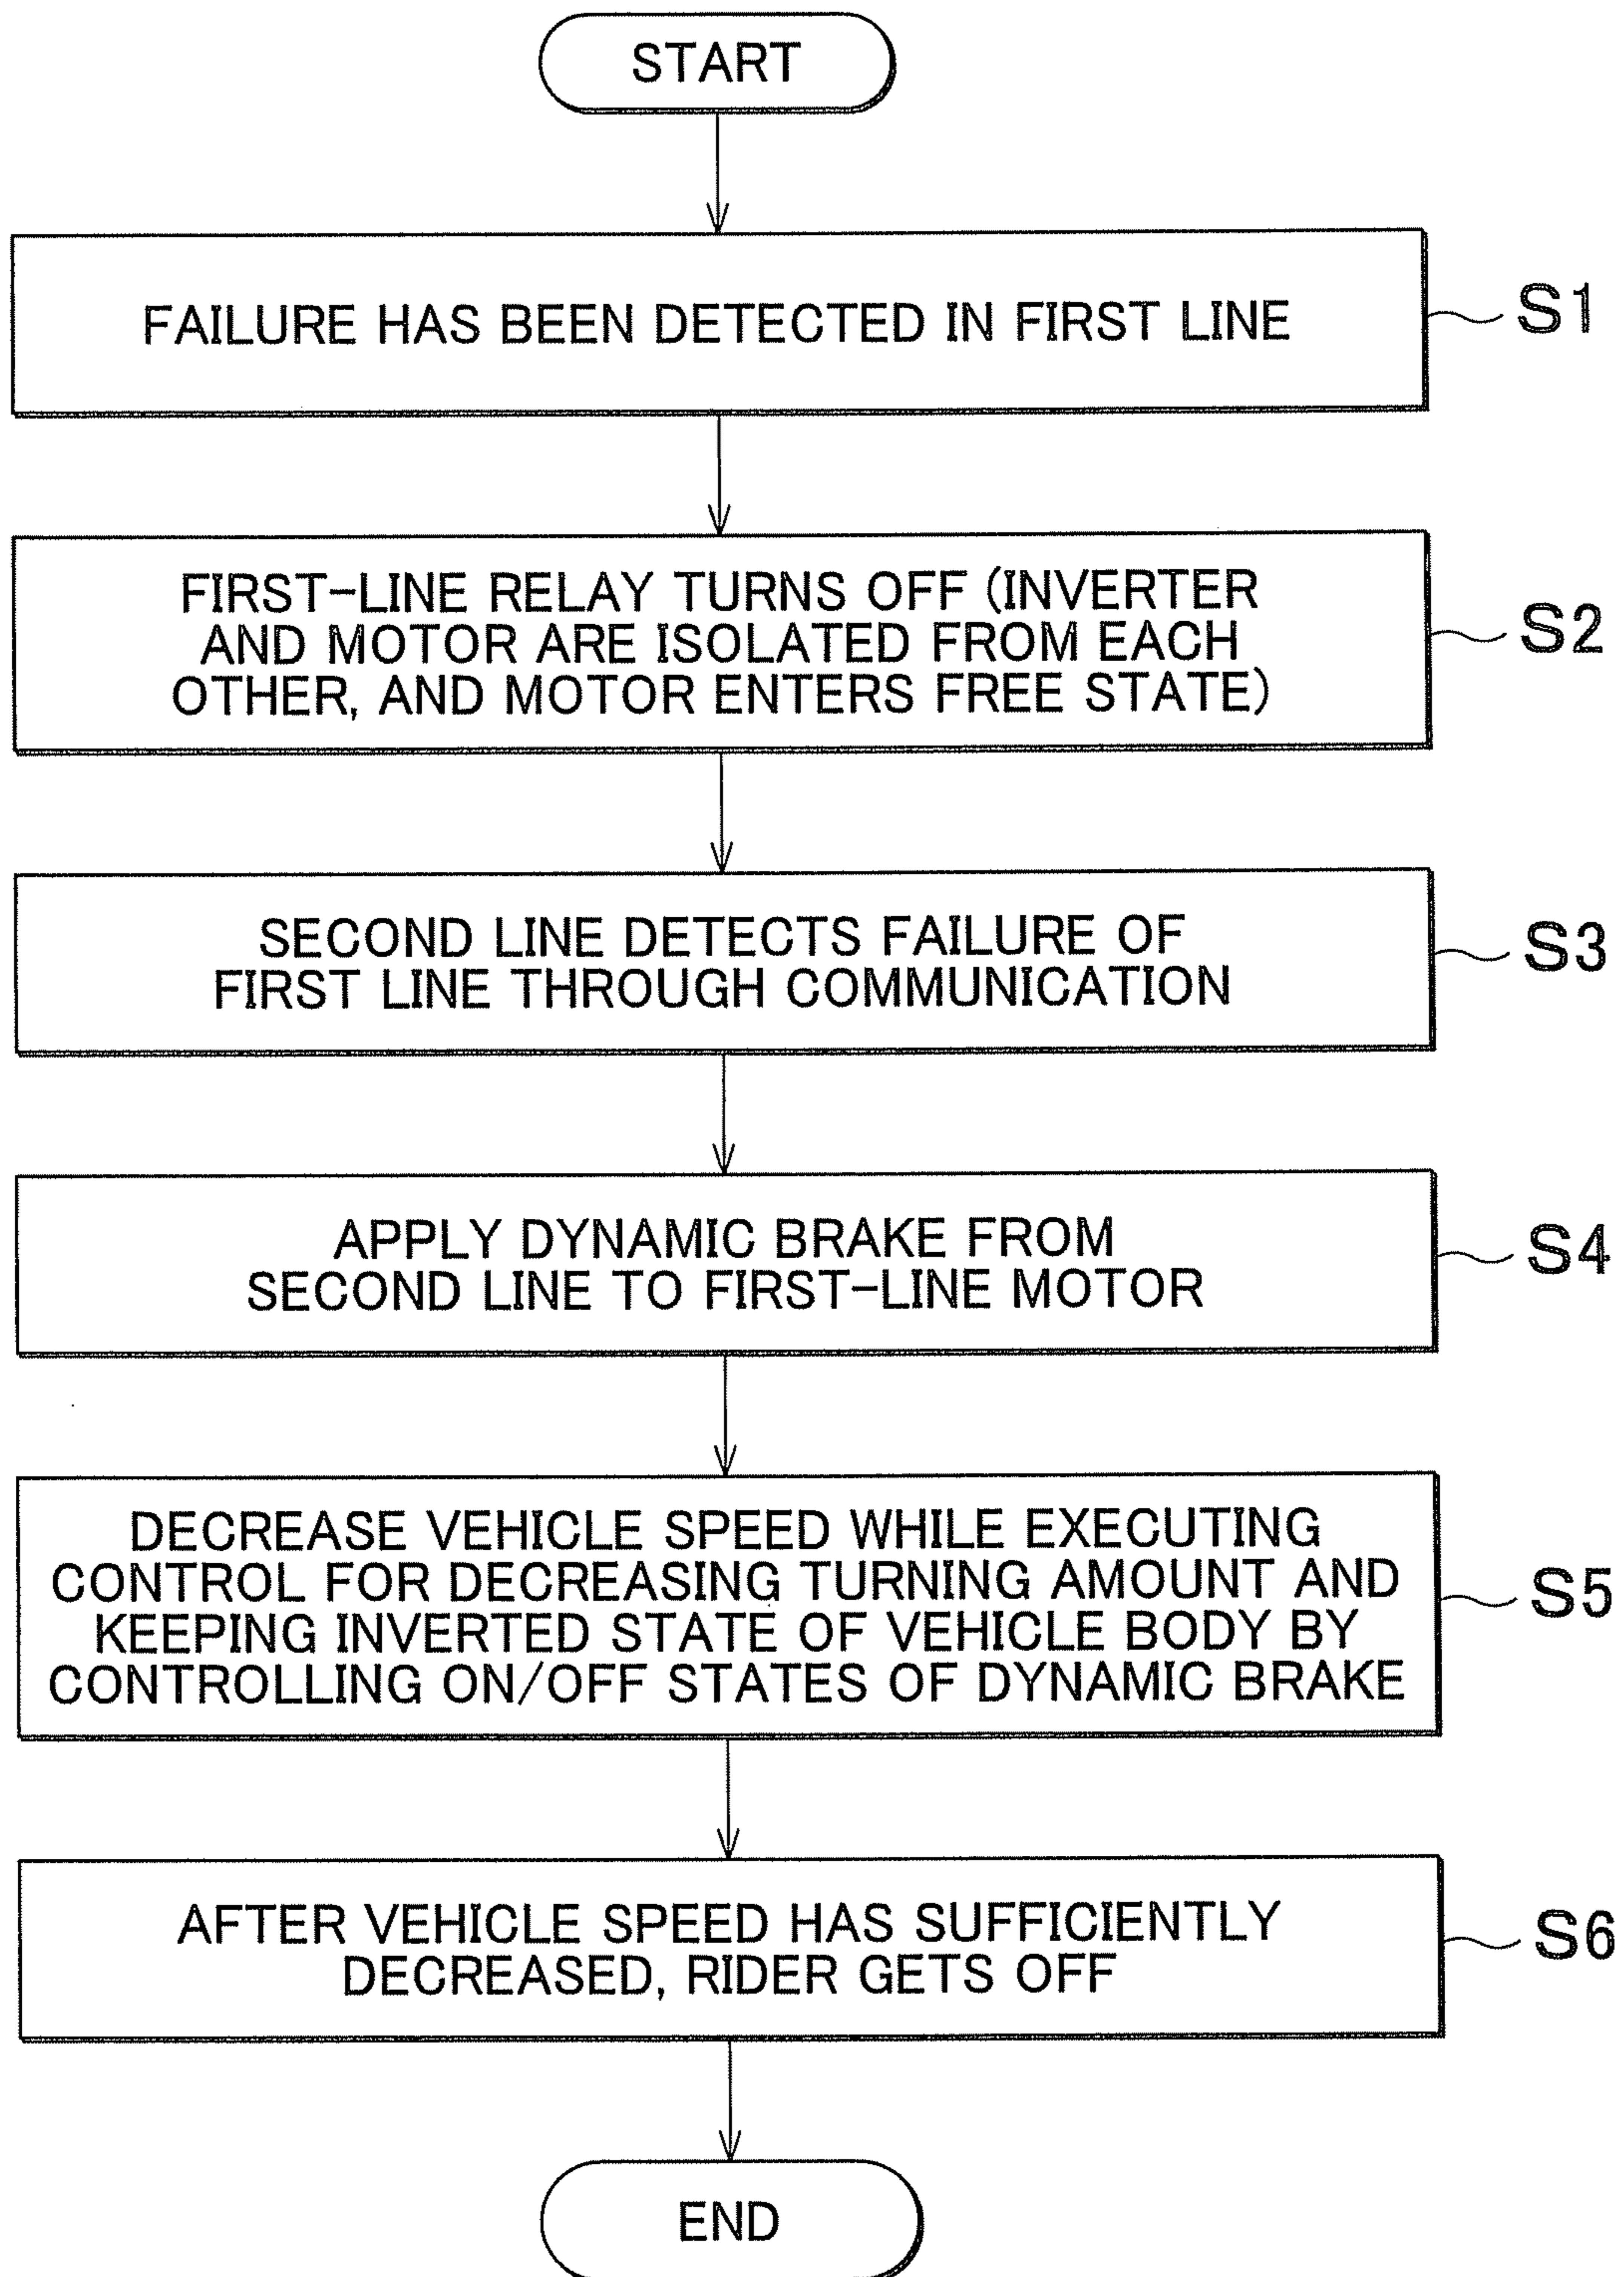 START
FAILURE HAS BEEN DETECTED IN FIRST LINE
S1
FIRST-LINE RELAY TURNS OFF (INVERTER
AND MOTOR ARE ISOLATED FROM EACH
OTHER, AND MOTOR ENTERS FREE STATE)
S2
SECOND LINE DETECTS FAILURE OF
FIRST LINE THROUGH COMMUNICATION
S3
APPLY DYNAMIC BRAKE FROM
SECOND LINE TO FIRST-LINE MOTOR
S4
DECREASE VEHICLE SPEED WHILE EXECUTING
CONTROL FOR DECREASING TURNING AMOUNT AND
KEEPING INVERTED STATE OF VEHICLE BODY BY
CONTROLLING ON/OFF STATES OF DYNAMIC BRAKE
S5
AFTER VEHICLE SPEED HAS SUFFICIENTLY
DECREASED, RIDER GETS OFF
S6
END